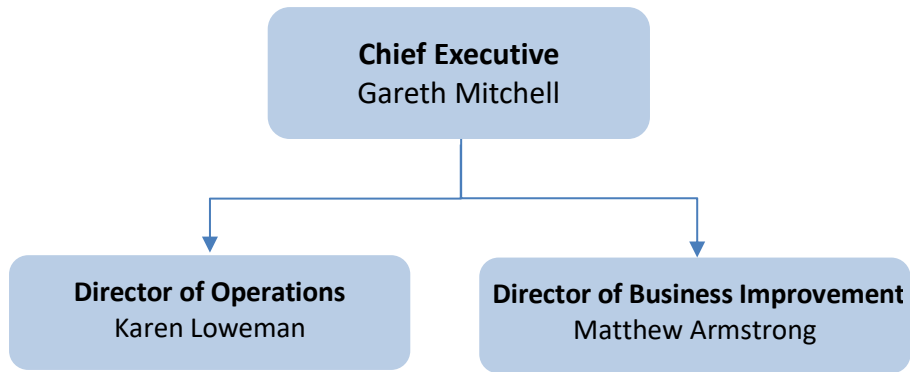 Chief Executive
Gareth Mitchell
Director of Operations
Karen Loweman
Director of Business Improvement
Matthew Armstrong